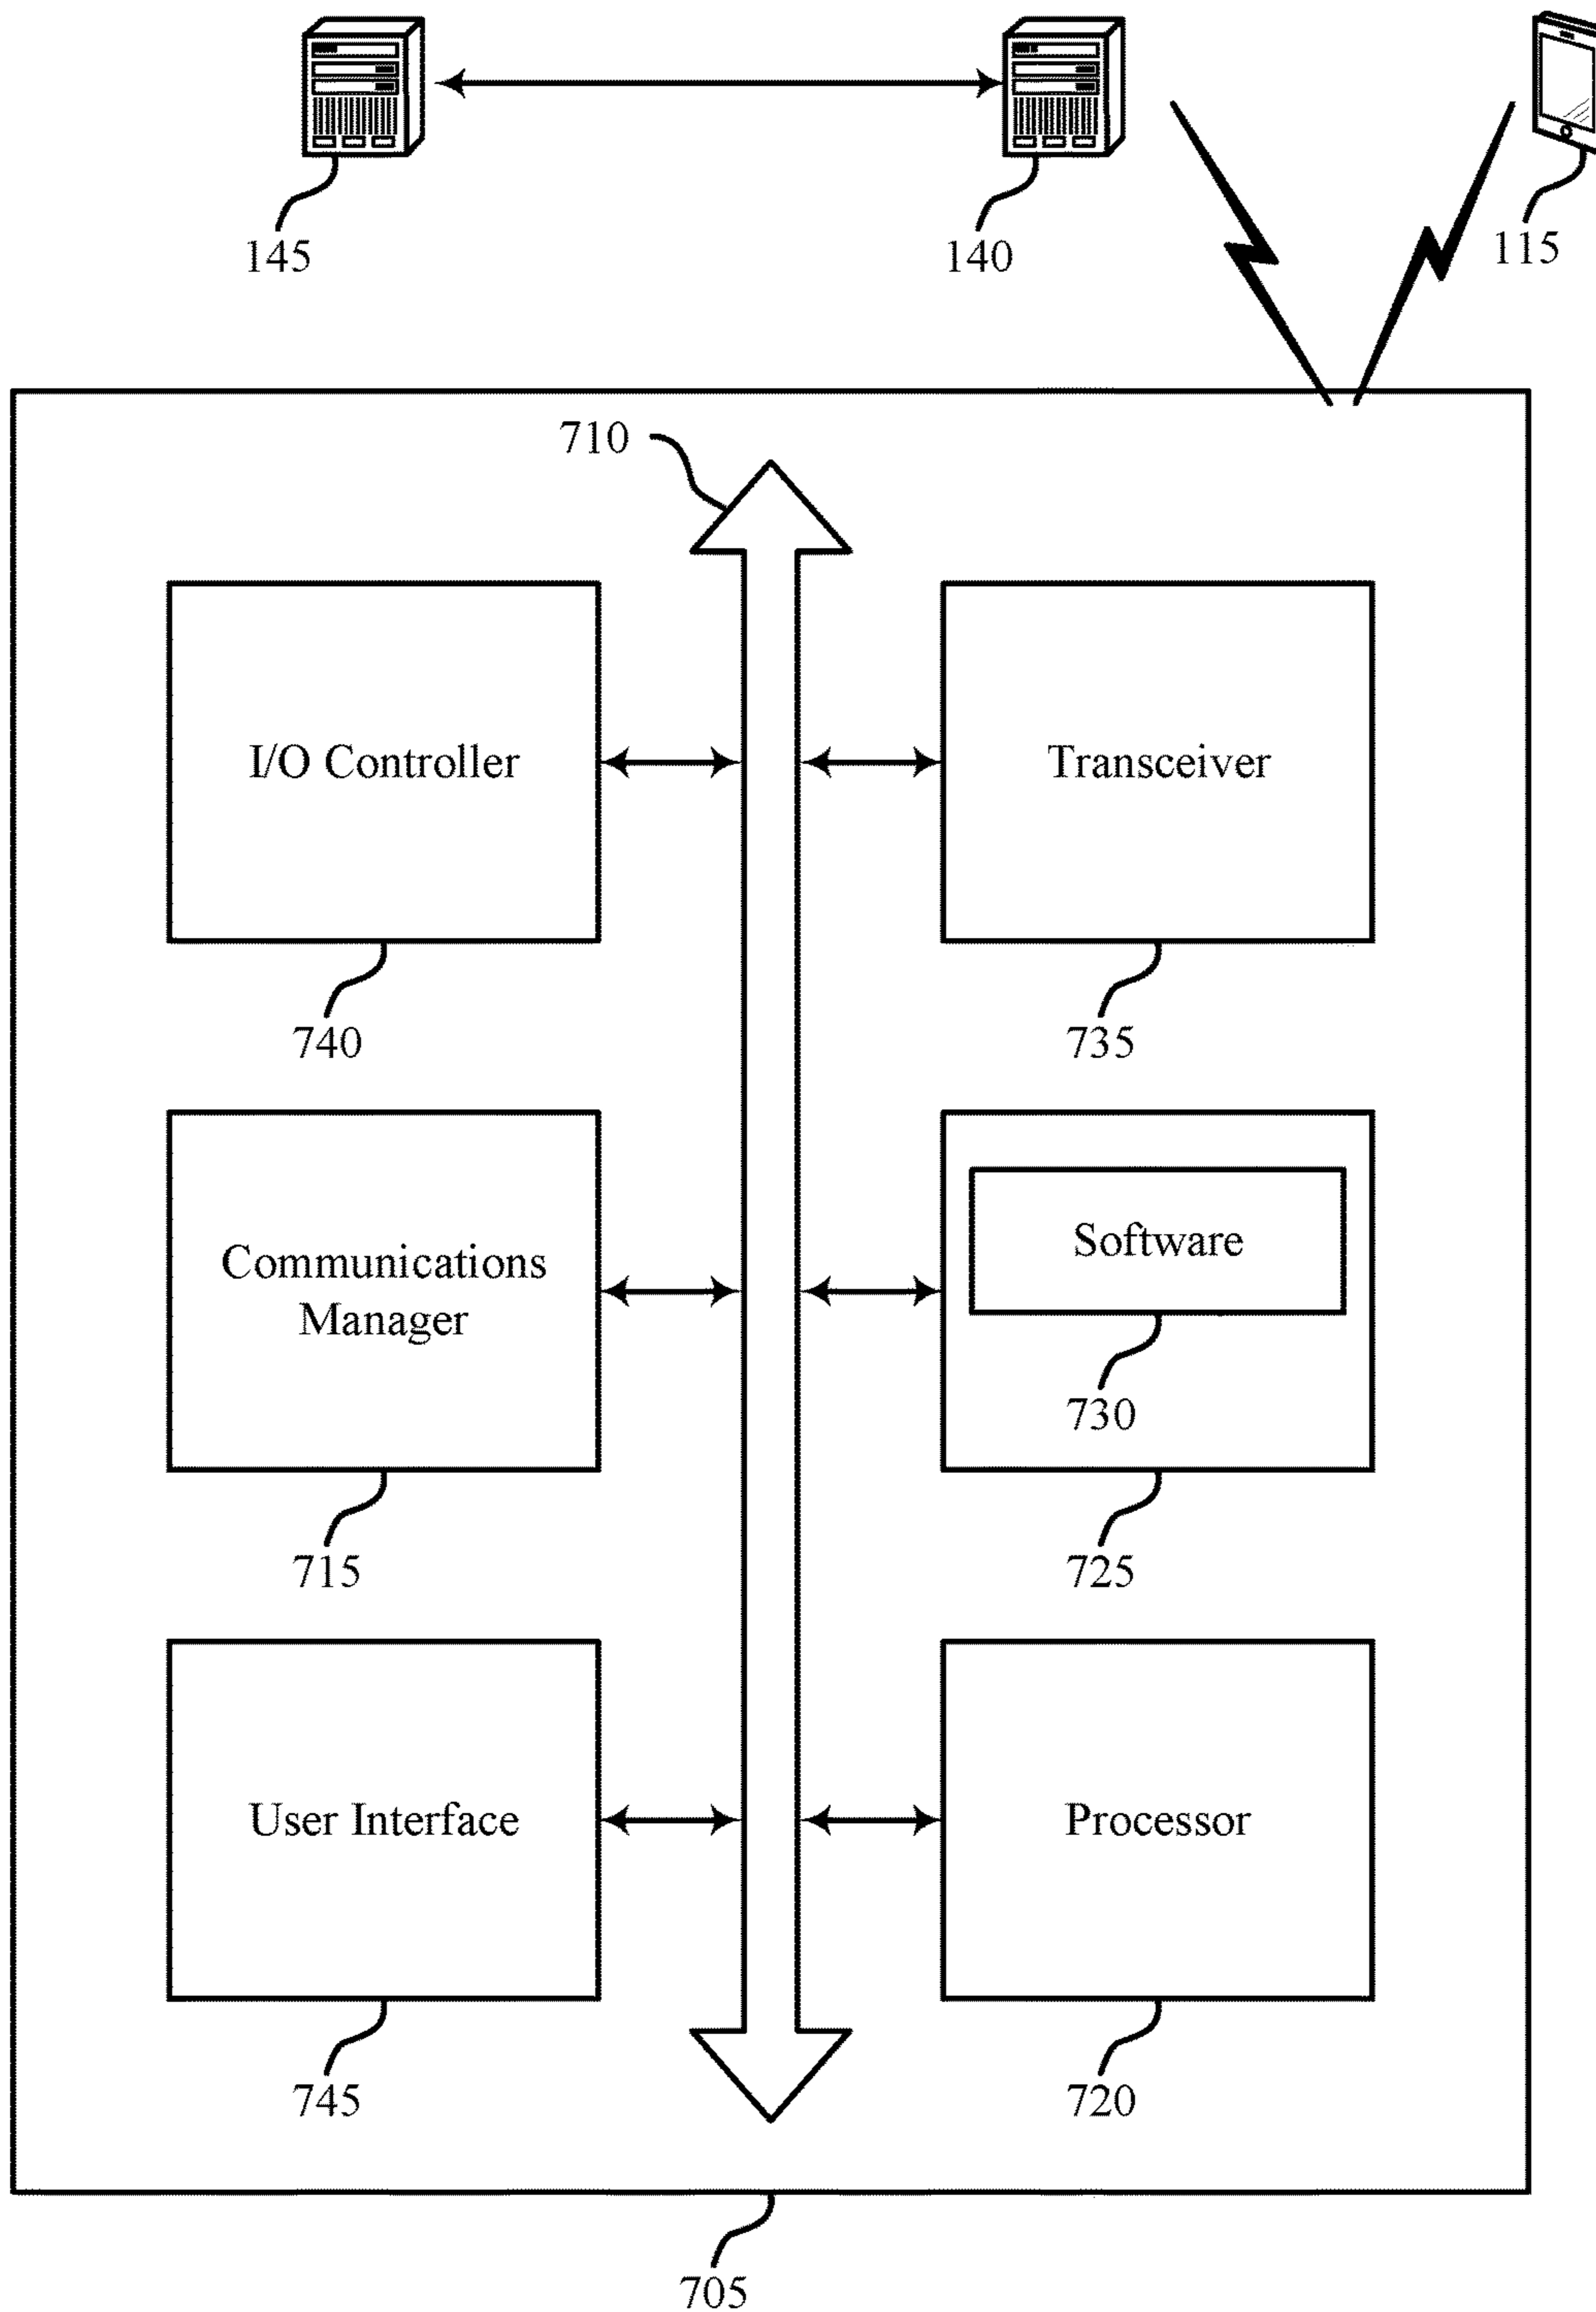 145
140
115
710
I/O Controller
Transceiver
740
735
Communications
Manager
Software
730
715
725
User Interface
Processor
745
720
705